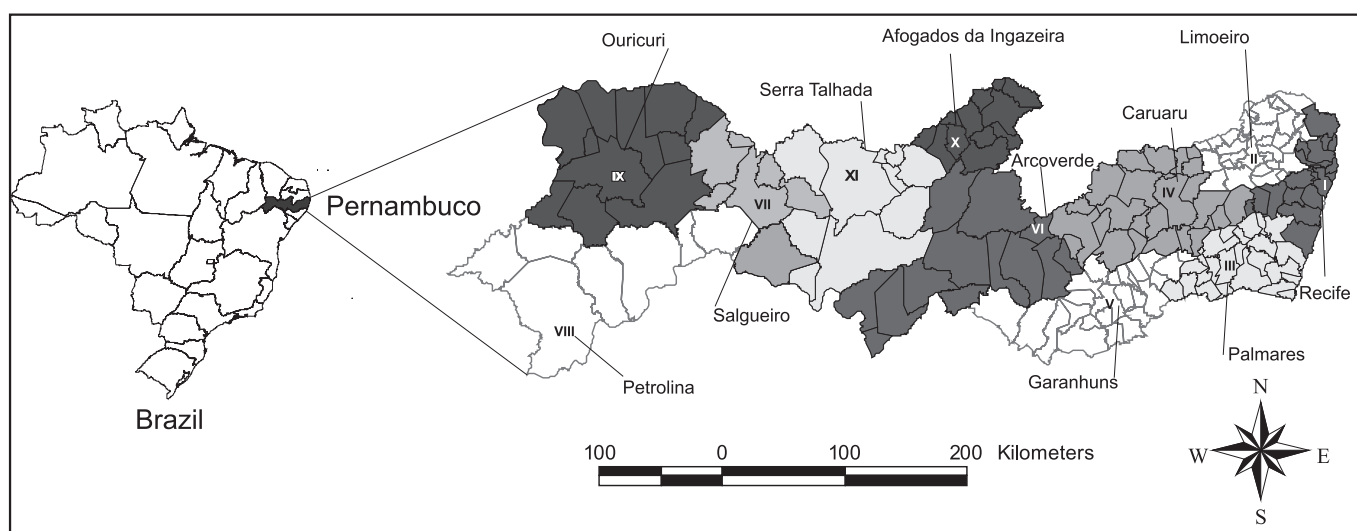 Ouricuri
Afogados da Ingazeira
Limoeiro
Serra Talhada
Caruaru
X
Arcoverde
II
I
IX
XI
IV
Pernambuco
VII
VI
III
Recife
V
Salgueiro
VIII
Palmares
Petrolina
Garanhuns
Brazil
N
100 0 100 200 Kilometers
W E
S